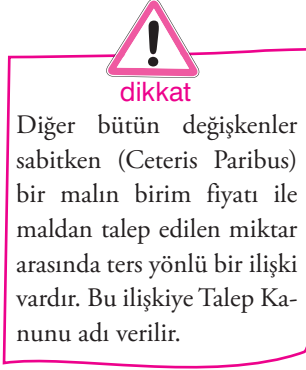 dikkat
Diğer bütün değişkenler
sabitken (Ceteris Paribus)
bir malın birim fiyatı ile
maldan talep edilen miktar
arasında ters yönlü bir ilişki
vardır. Bu ilişkiye Talep Ka-
nunu adı verilir.